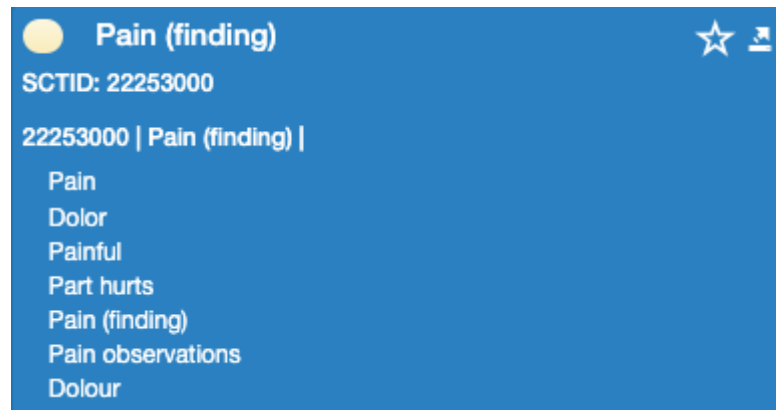 Pain (finding)
SCTID: 22253000
22253000 | Pain (finding) |
Pain
Dolor
Painful
Part hurts
Pain (finding)
Pain observations
Dolour